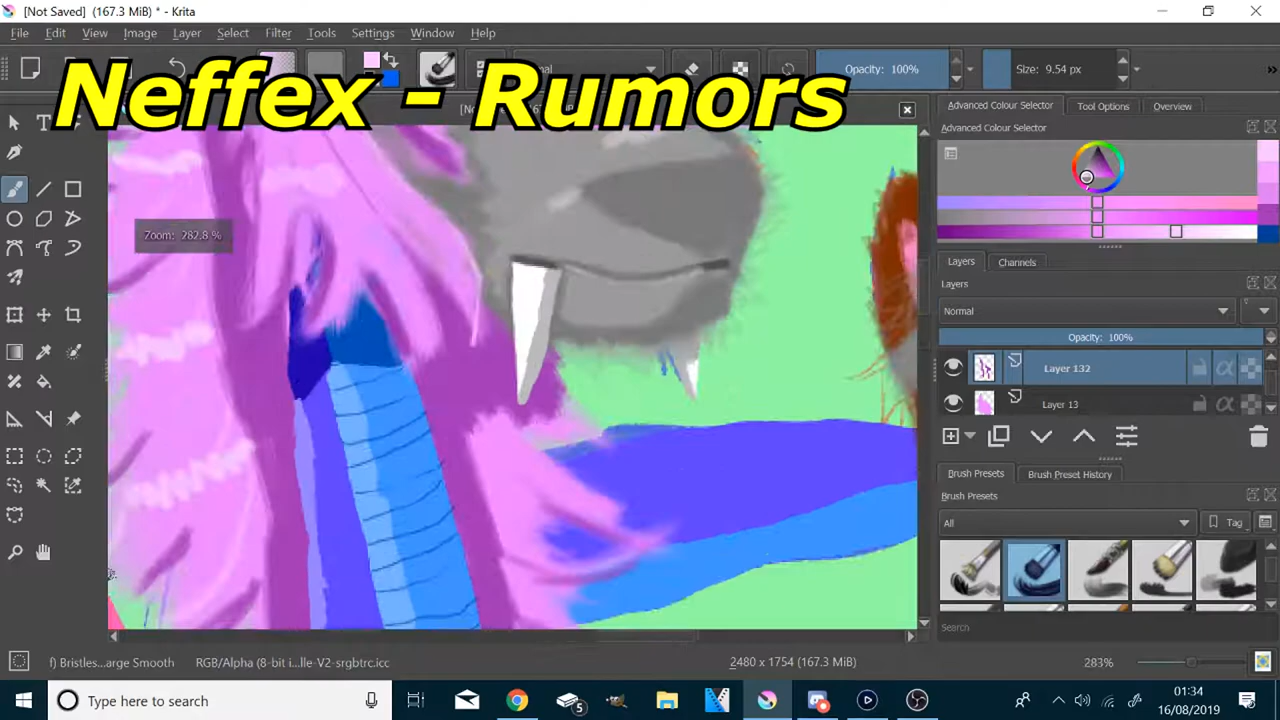 [Not Saved] (167.3 MiB) * - Krita
File Edit View Image Layer Select Filter Tools Settings Window Help
Neffex - Rumors
Opacity: 100%
Size: 9.54 px
Advanced Colour Selector Tool Options Overview
Advanced Colour Selector
Zoom: 282.8 %
Layers Channels
Layers
Normal
Opacity: 100%
Layer 132
Layer 13
Brush Presets Brush Preset History
Brush Presets
All
Tag
Search
f) Bristles...arge Smooth
RGB/Alpha (8-bit i...lle-V2-srgbtrc.icc
2480 x 1754 (167.3 MiB)
283%
Type here to search
5
01:34
16/08/2019